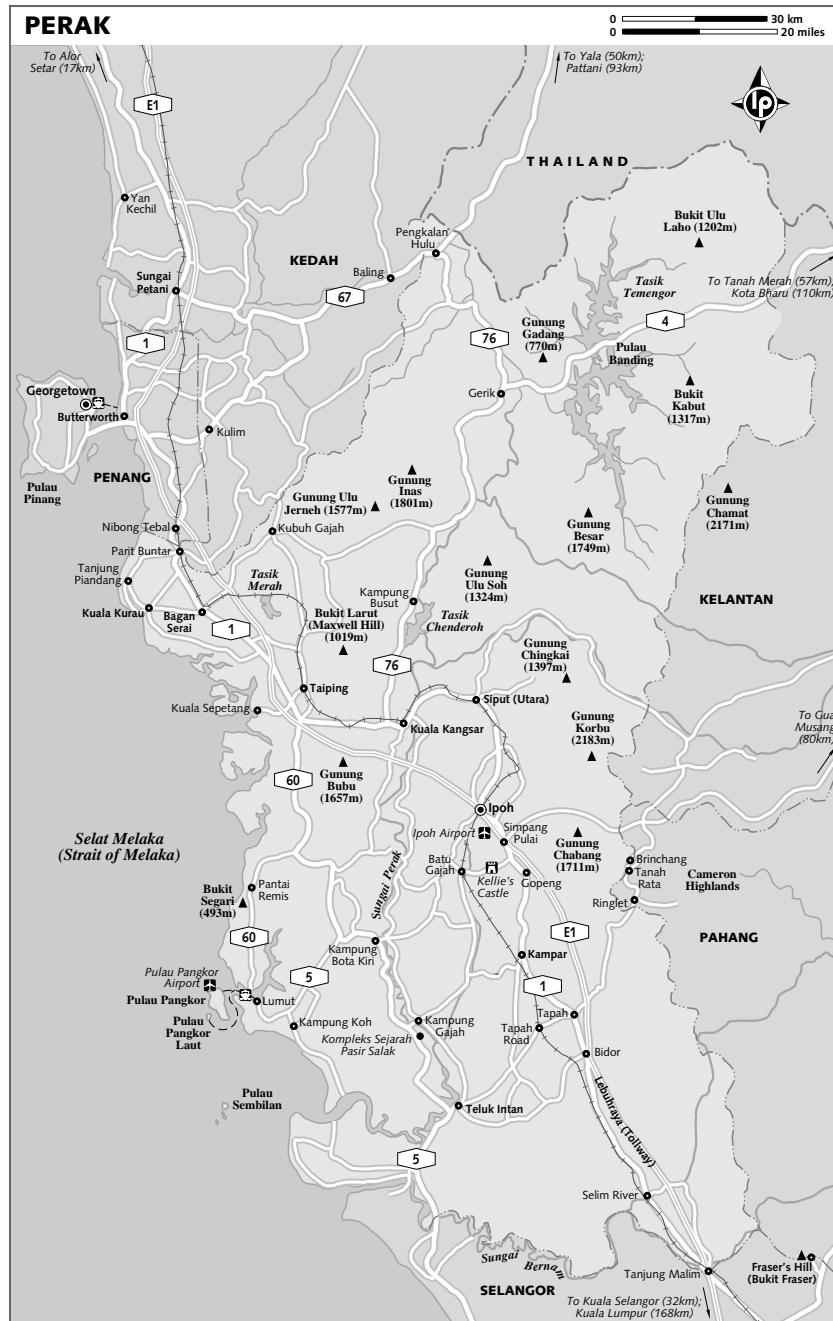 PERAK
0 30 km
0 20 miles
To Alor
Setar (17km)
To Yala (50km);
Pattani (93km)
lp
E1
THAILAND
Yan
Kechil
Bukit Ulu
Laho (1202m)
Pengkalan
Hulu
KEDAH
Baling
Sungai
Petani
67
Tasik
Temengor
To Tanah Merah (57km);
Kota Bharu (110km)
4
1
76
Gunung
Gadang
(770m)
Pulau
Banding
Georgetown
Butterworth
Gerik
Bukit
Kabut
(1317m)
Kulim
PENANG
Pulau
Pinang
Gunung
Inas
(1801m)
Gunung Ulu
Jerneh (1577m)
Gunung
Chamat
(2171m)
Nibong Tebal
Kubuh Gajah
Gunung
Besar
(1749m)
Parit Buntar
Tanjung
Piandang
Tasik
Merah
Gunung
Ulu Soh
(1324m)
Kuala Kurau
Bagan
Serai
Kampung
Busut
KELANTAN
1
Bukit Larut
(Maxwell Hill)
(1019m)
Tasik
Chenderoh
Gunung
Chingkai
(1397m)
76
Taiping
Siput (Utara)
Kuala Sepetang
Kuala Kangsar
Gunung
Korbu
(2183m)
To Gua
Musang
(80km)
60
Gunung
Bubu
(1657m)
Ipoh
Selat Melaka
(Strait of Melaka)
Ipoh Airport
Simpang
Pulai
Gunung
Chabang
(1711m)
Batu
Gajah
Kellie's
Castle
Gopeng
Brinchang
Tanah
Rata
Cameron
Highlands
Ringlet
Sungai Perak
Pantai
Remis
Bukit
Segari
(493m)
60
Kampung
Bota Kiri
E1
PAHANG
Kampar
Pulau Pangkor
Airport
5
Pulau Pangkor
Lumut
1
Pulau
Pangkor
Laut
Kampung Koh
Kampung
Gajah
Tapah
Tapah
Road
Kompleks Sejarah
Pasir Salak
Bidor
Pulau
Sembilan
Teluk Intan
Lebuhraya (Tollway)
5
Selim River
Sungai
Bernam
SELANGOR
Tanjung Malim
Fraser's Hill
(Bukit Fraser)
To Kuala Selangor (32km);
Kuala Lumpur (168km)